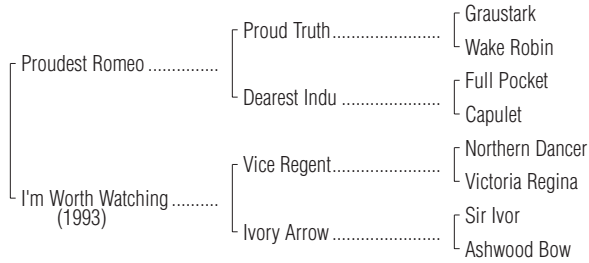 Graustark
Proud Truth..................
Wake Robin
Proudest Romeo ...............
Full Pocket
Dearest Indu .................
Capulet
Northern Dancer
Vice Regent..................
Victoria Regina
I'm Worth Watching ..........
(1993)
Sir Ivor
Ivory Arrow ..................
Ashwood Bow